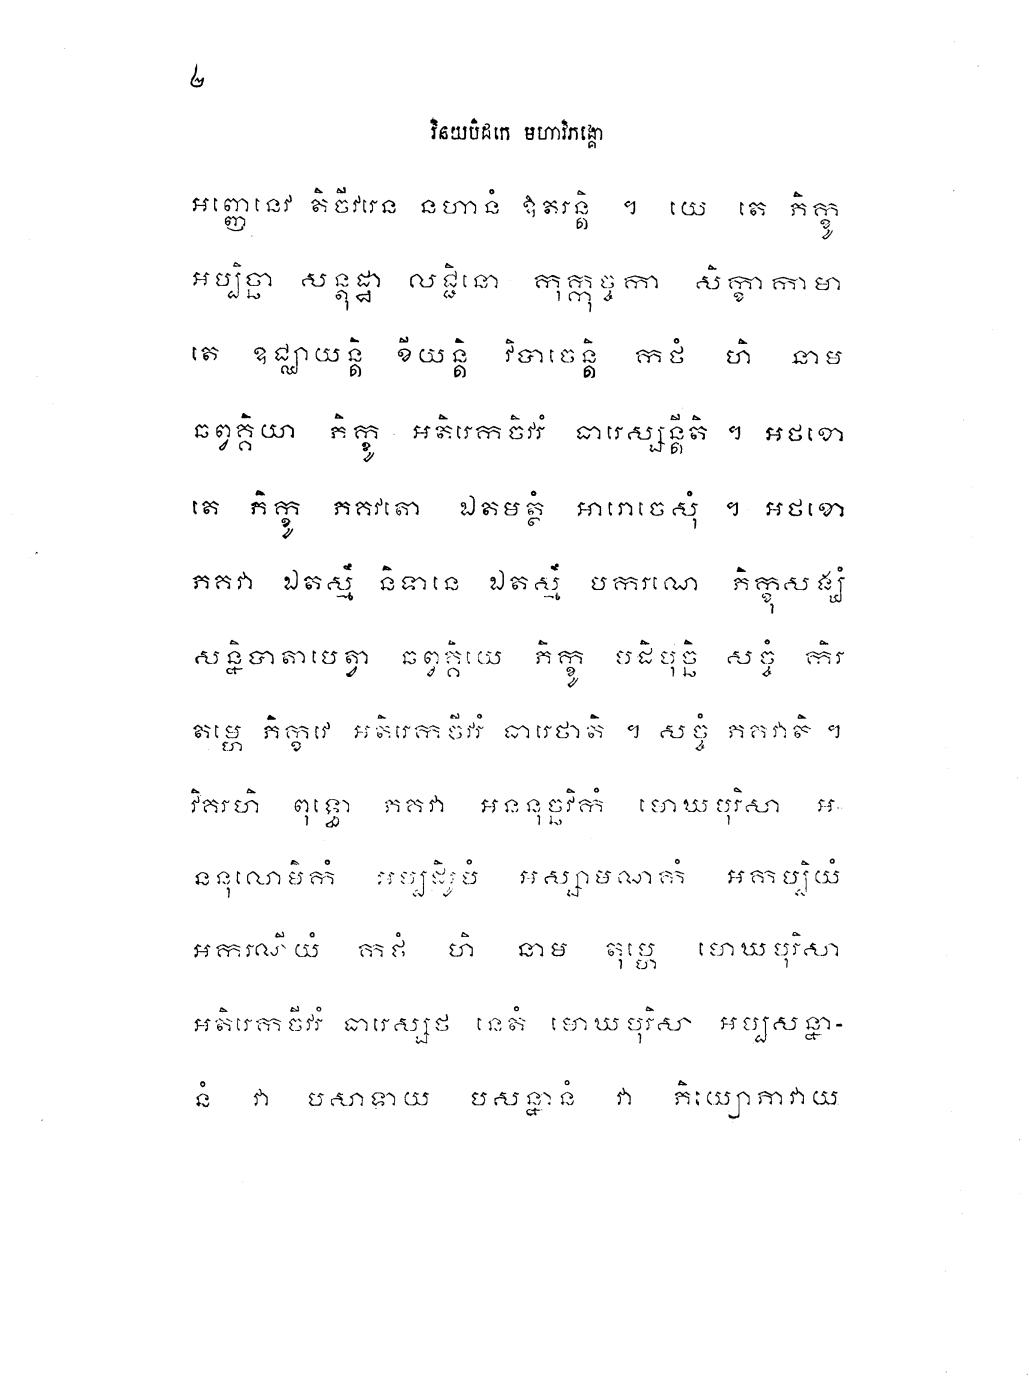 ២
វិនយបិដកេ មហាវិភង្គោ
អញ្ញេនេវ តិចីវរេន នហានំ ឱតរន្តិ ។ យេ តេ ភិក្ខូ
អប្បិច្ឆា សន្តុដ្ឋា លជ្ជិនោ កុក្កុច្ចកា សិក្ខាកាមា
តេ ឧជ្ឈាយន្តិ ខីយន្តិ វិបាចេន្តិ កថំ ហិ នាម
ឆព្វគ្គិយា ភិក្ខូ អតិរេកចិវរំ ធារេស្សន្តីតិ ។ អថខោ
តេ ភិក្ខូ ភគវតោ ឯតមត្ថំ អារោចេសុំ ។ អថខោ
ភគវា ឯតស្មឹ និទានេ ឯតស្មឹ បករណេ ភិក្ខុសង្ឃំ
សន្និបាតាបេត្វា ឆព្វគ្គិយេ ភិក្ខូ បដិបុច្ឆិ សច្ចំ កិរ
តុម្ហេ ភិក្ខវេ អតិរេកចីវរំ ធារេថាតិ ។ សច្ចំ ភគវាតិ ។
វិគរហិ ពុទ្ធោ ភគវា អននុច្ឆវិកំ មោឃបុរិសា អ-
ននុលោមិកំ អប្បដិរូបំ អស្សាមណកំ អកប្បិយំ
អករណីយំ កថំ ហិ នាម តុម្ហេ មោឃបុរិសា
អតិរេកចីវរំ ធារេស្សថ នេតំ មោឃបុរិសា អប្បសន្នា-
នំ វា បសាទាយ បសន្នានំ វា ភិយ្យោភាវាយ